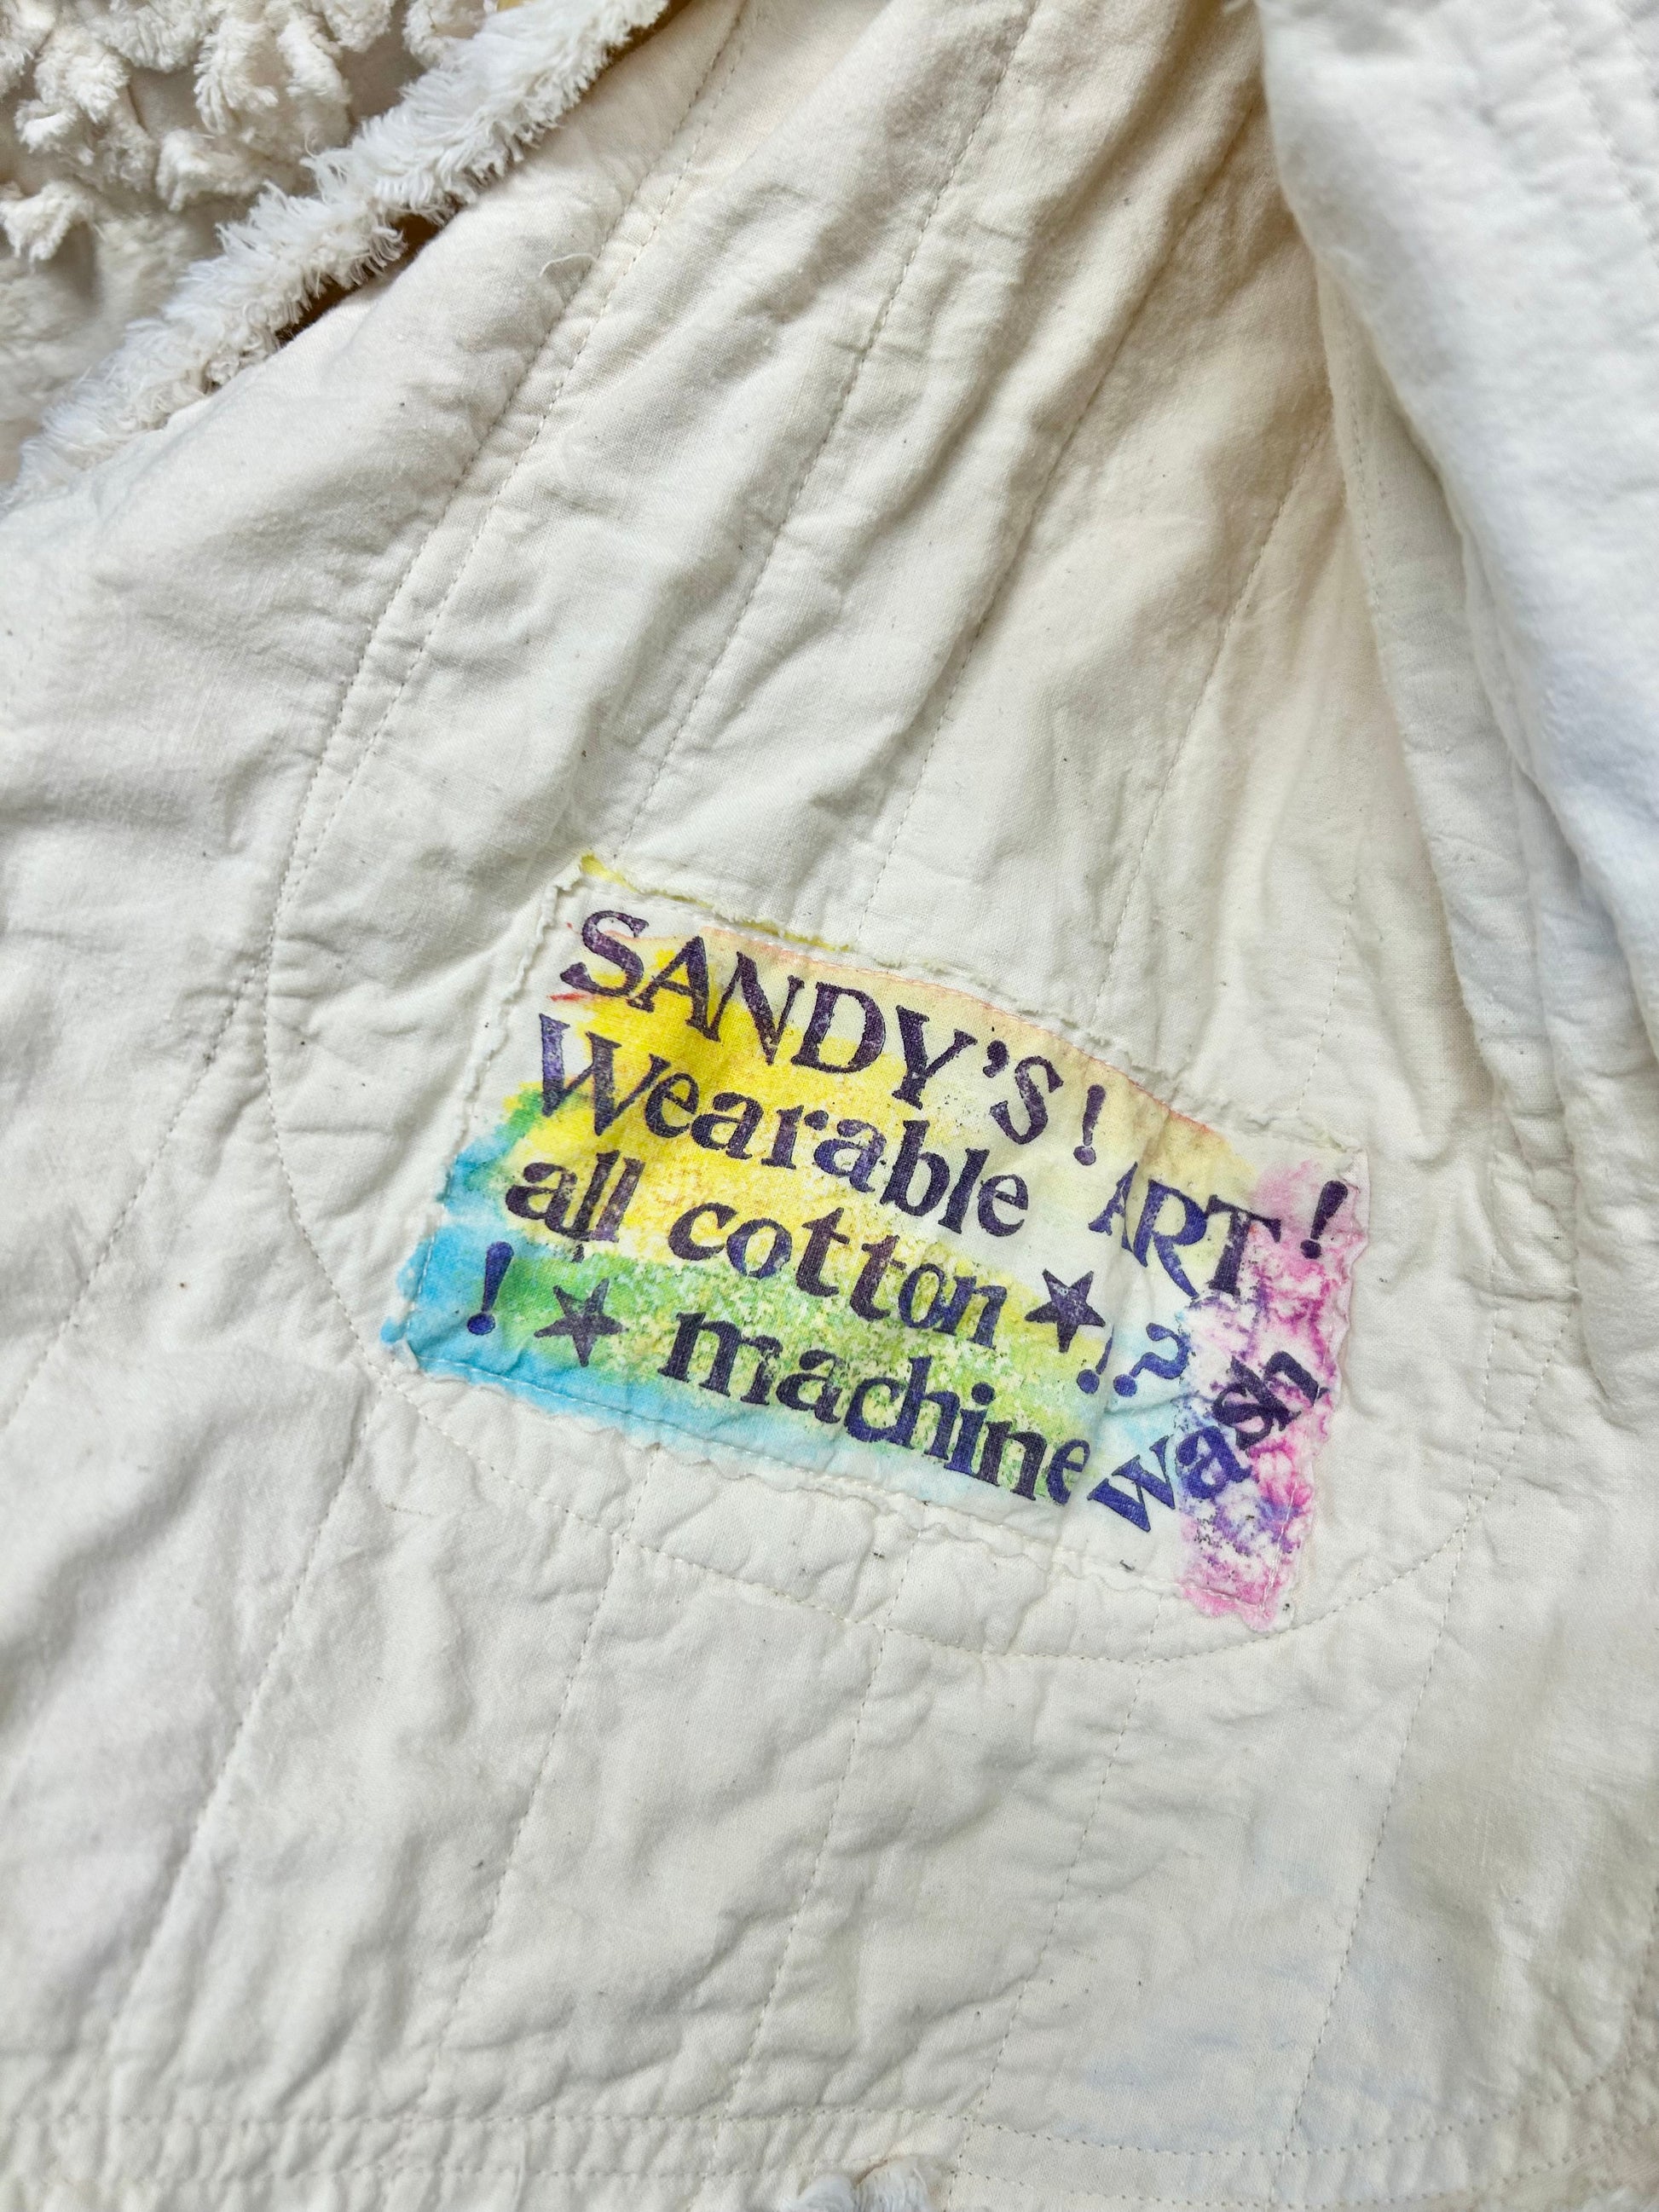 SANDY'S!
Wearable ART!
all cotton ★!?
! ★ machine wash